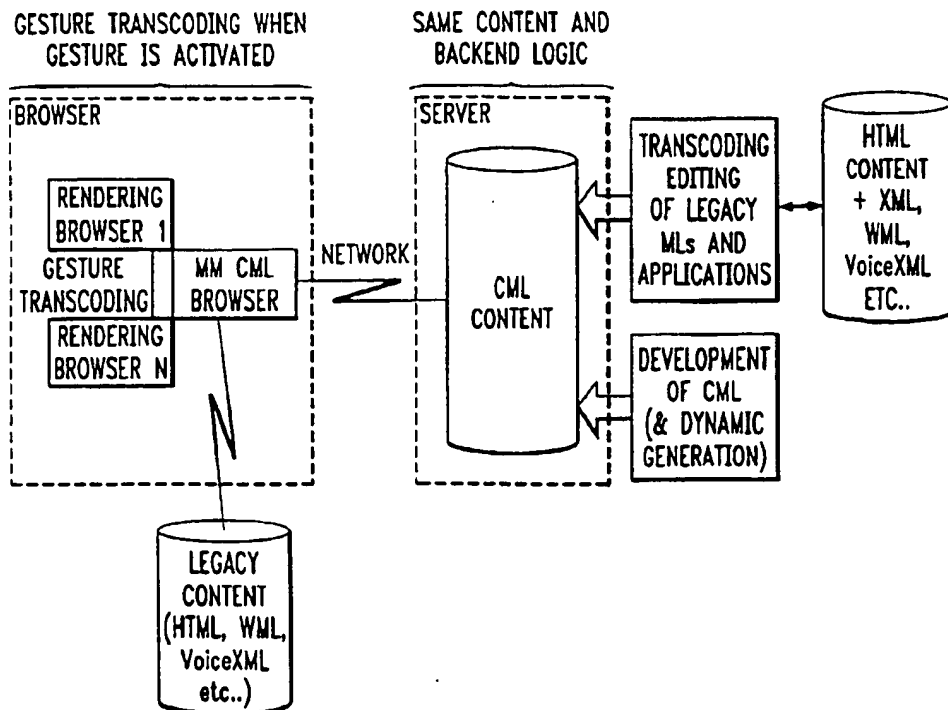 GESTURE TRANSCODING WHEN
GESTURE IS ACTIVATED
SAME CONTENT AND
BACKEND LOGIC
BROWSER
RENDERING
BROWSER 1
GESTURE
TRANSCODING
MM CML
BROWSER
RENDERING
BROWSER N
NETWORK
SERVER
CML
CONTENT
TRANSCODING
EDITING
OF LEGACY
MLs AND
APPLICATIONS
HTML
CONTENT
+ XML,
WML,
VoiceXML
ETC..
DEVELOPMENT
OF CML
(& DYNAMIC
GENERATION)
LEGACY
CONTENT
(HTML, WML,
VoiceXML
etc..)